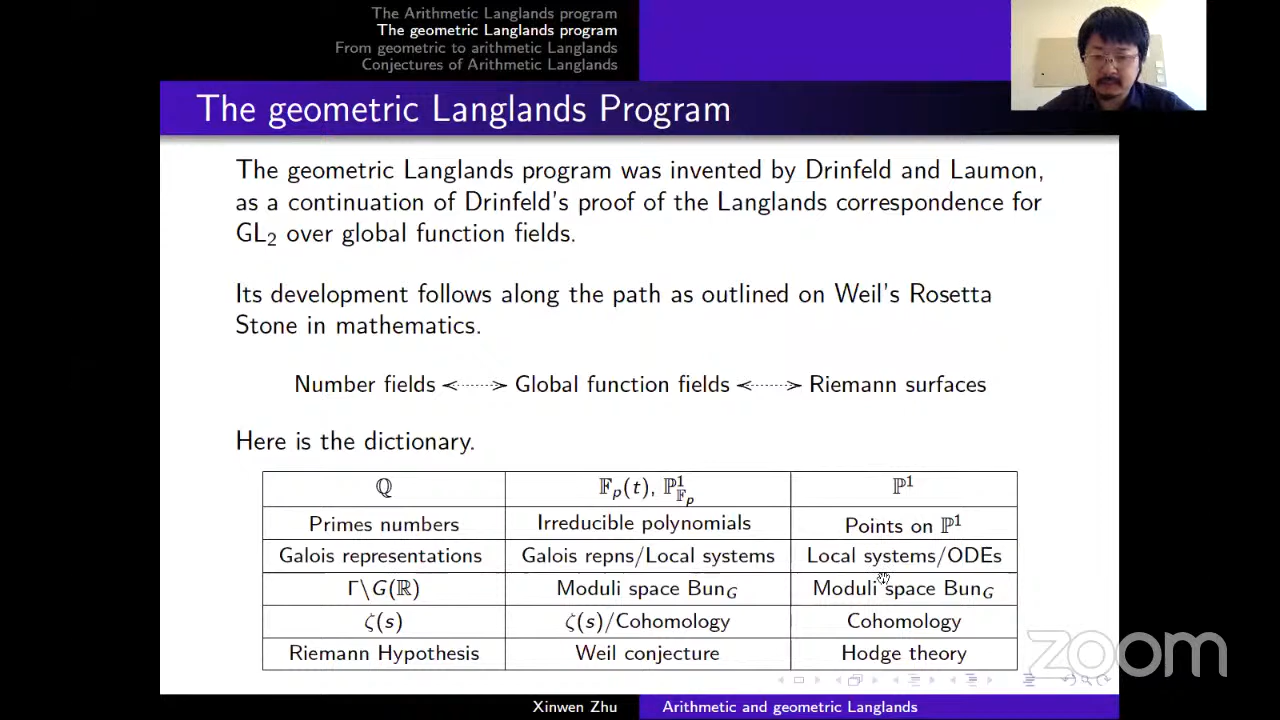 The Arithmetic Langlands program
The geometric Langlands program
From geometric to arithmetic Langlands
Conjectures of Arithmetic Langlands
The geometric Langlands Program
The geometric Langlands program was invented by Drinfeld and Laumon,
as a continuation of Drinfeld's proof of the Langlands correspondence for
GL₂ over global function fields.
Its development follows along the path as outlined on Weil's Rosetta
Stone in mathematics.
Number fields <·····> Global function fields <·····> Riemann surfaces
Here is the dictionary.
ℚ 𝔽ₚ(t), ℙ¹_𝔽ₚ ℙ¹
Primes numbers Irreducible polynomials Points on ℙ¹
Galois representations Galois repns/Local systems Local systems/ODEs
Γ\G(ℝ) Moduli space Bun_G Moduli space Bun_G
ζ(s) ζ(s)/Cohomology Cohomology
Riemann Hypothesis Weil conjecture Hodge theory
zoom
Xinwen Zhu Arithmetic and geometric Langlands